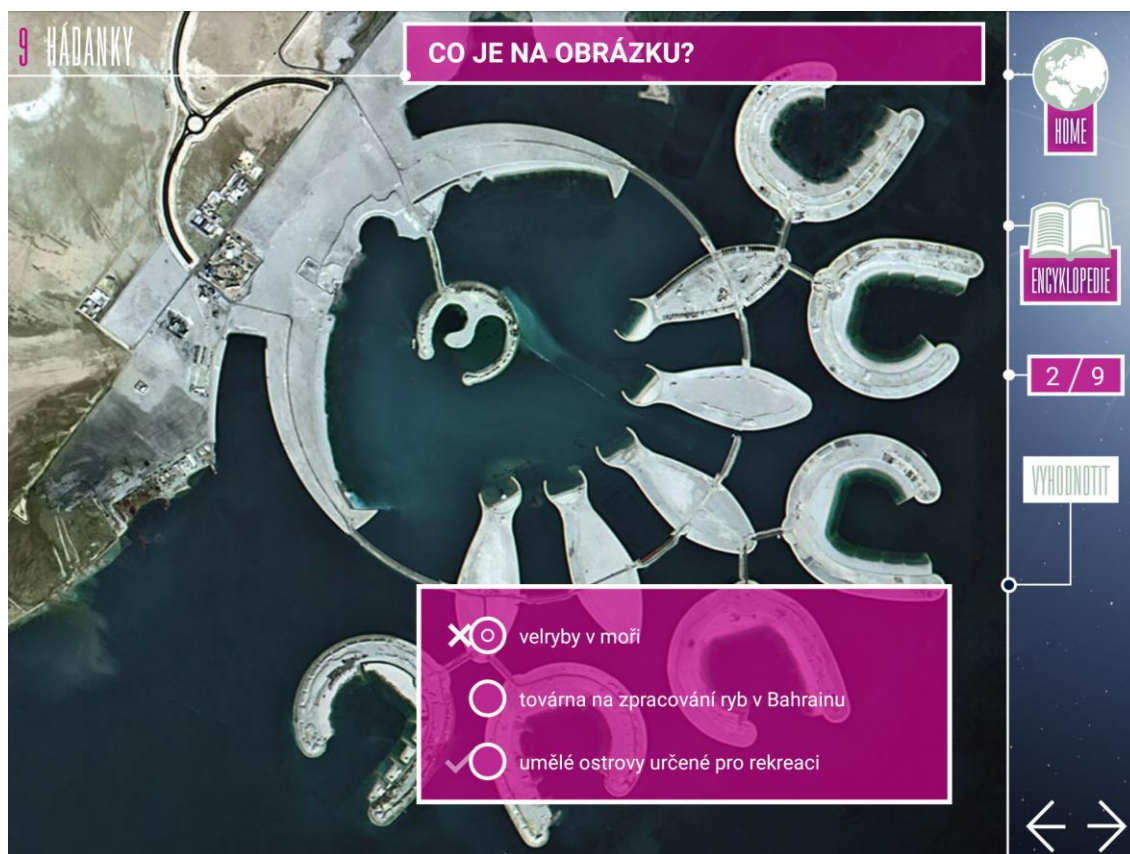 9 HÁDANKY
CO JE NA OBRÁZKU?
HOME
ENCYKLOPEDIE
2/9
VYHODNOTIT
velryby v moři
továrna na zpracování ryb v Bahrainu
umělé ostrovy určené pro rekreaci